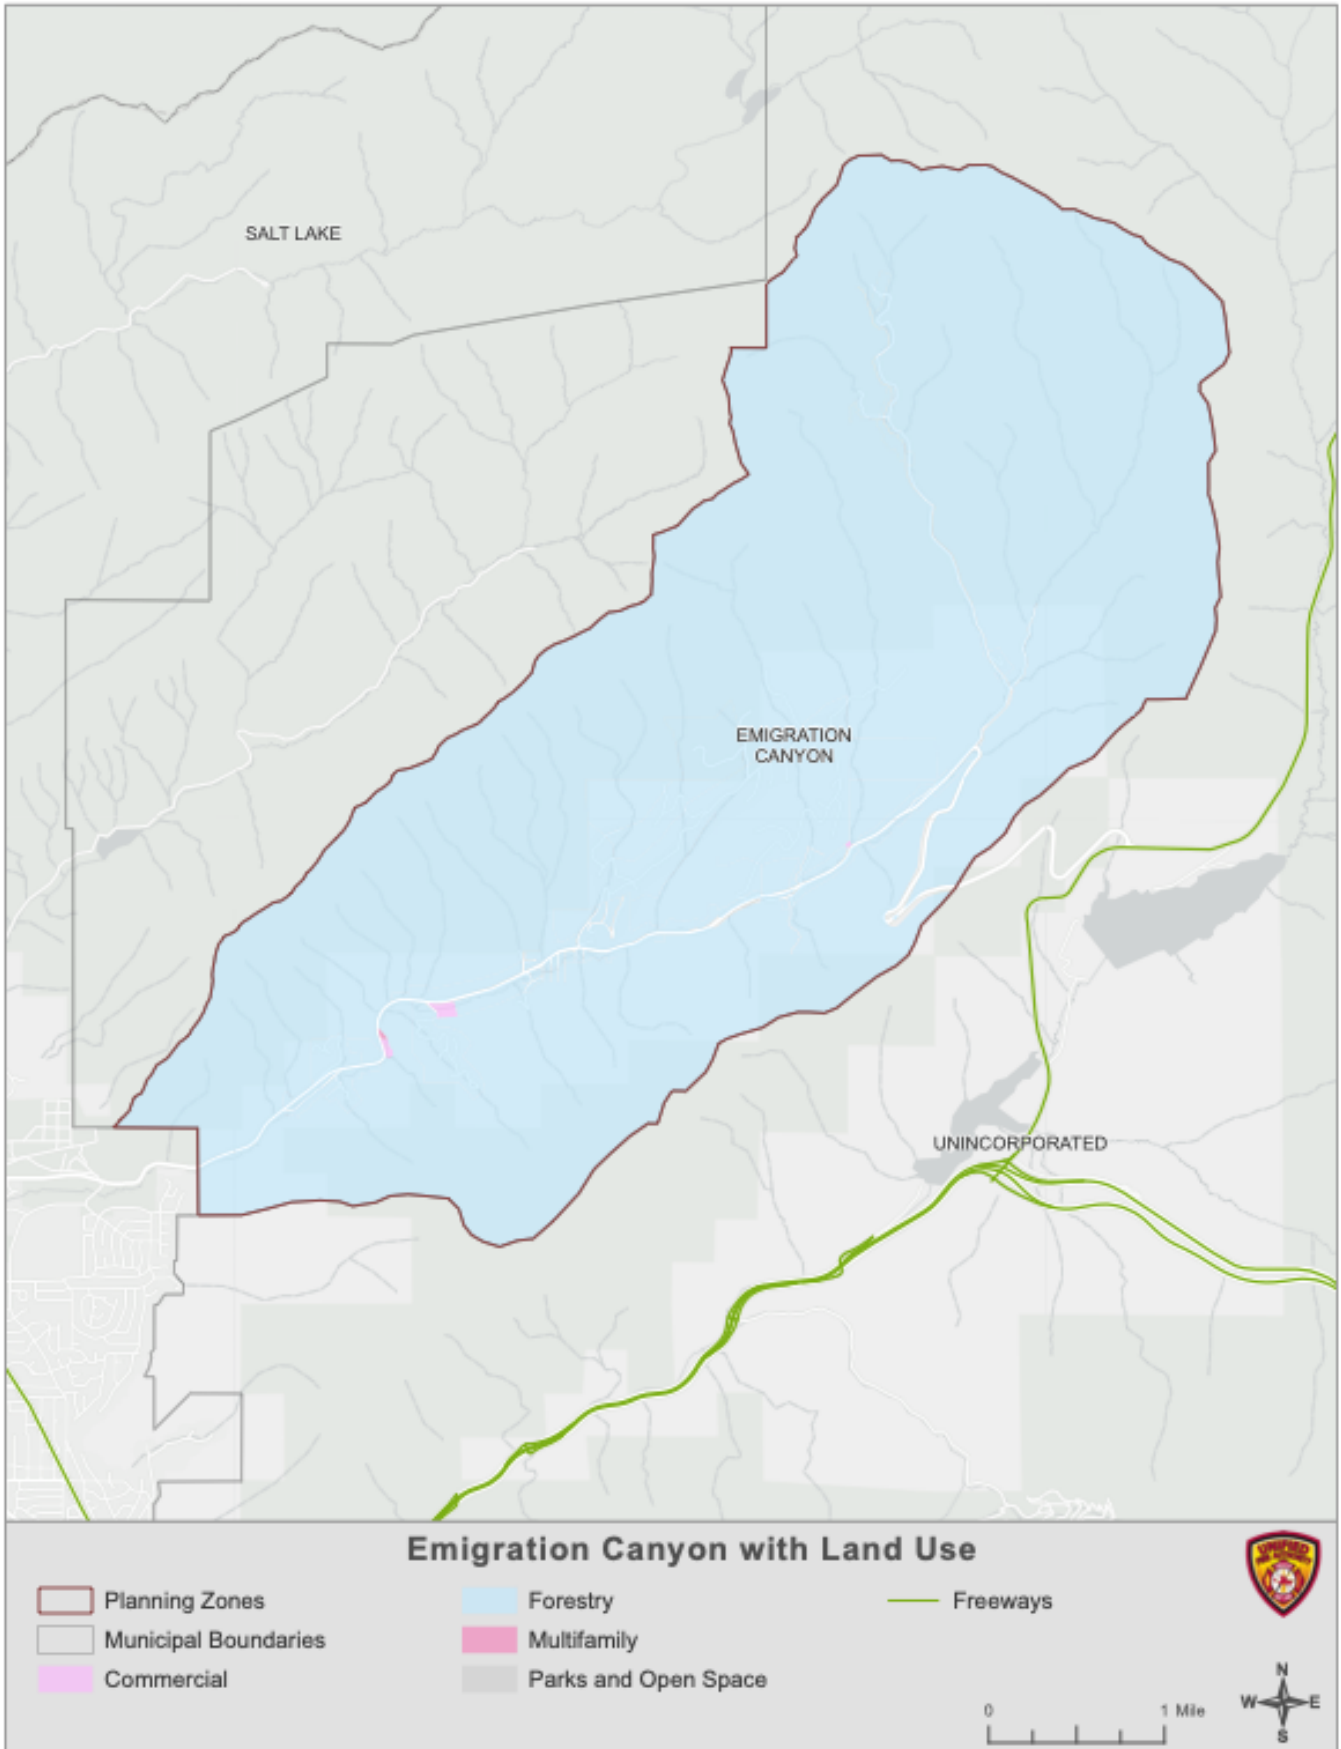 SALT LAKE
EMIGRATION
CANYON
UNINCORPORATED
Emigration Canyon with Land Use
Planning Zones
Municipal Boundaries
Commercial
Forestry
Multifamily
Parks and Open Space
Freeways
UNIFIED
0
1 Mile
N
W
E
S